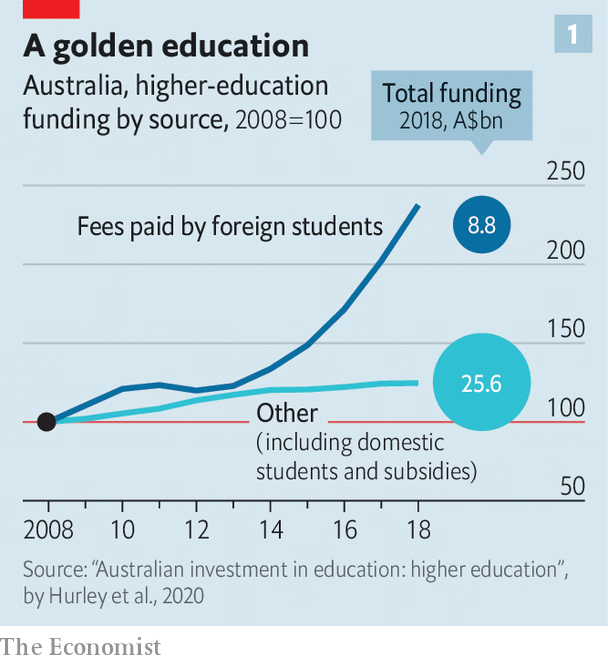 A golden education
1
Australia, higher-education
funding by source, 2008=100
Total funding
2018, A$bn
250
Fees paid by foreign students
8.8
200
150
25.6
Other
100
(including domestic
students and subsidies)
50
2008 10 12 14 16 18
Source: “Australian investment in education: higher education”,
by Hurley et al., 2020
The Economist